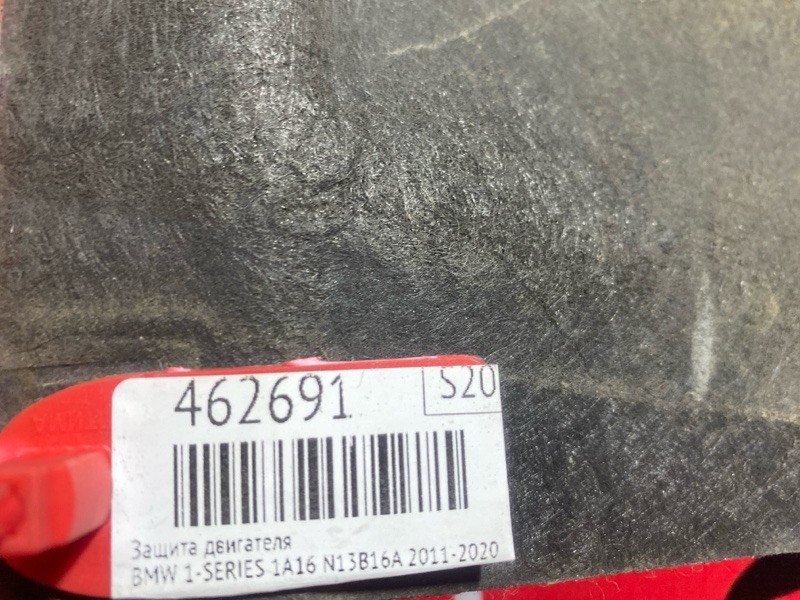 462691 S20
Защита двигателя
BMW 1-SERIES 1A16 N13B16A 2011-2020